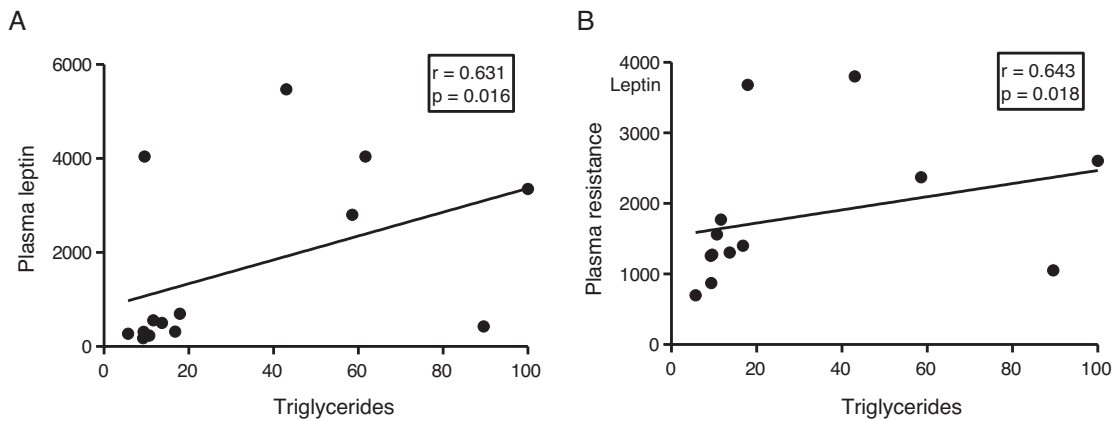 A
6000
4000
2000
0
Plasma leptin
r = 0.631
p = 0.016
0 20 40 60 80 100
Triglycerides
B
4000
Leptin
3000
2000
1000
0
Plasma resistance
r = 0.643
p = 0.018
0 20 40 60 80 100
Triglycerides